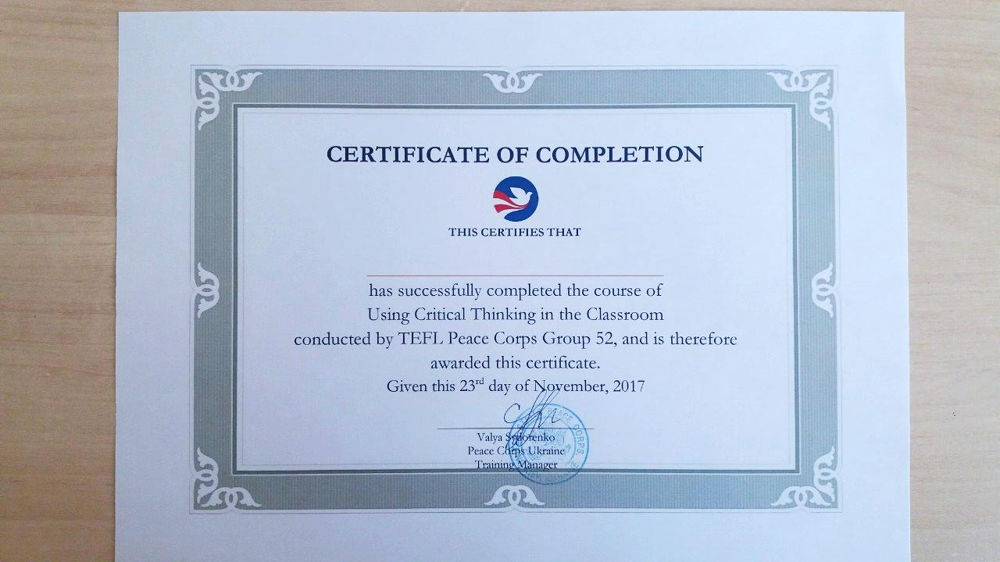 CERTIFICATE OF COMPLETION
THIS CERTIFIES THAT
has successfully completed the course of
Using Critical Thinking in the Classroom
conducted by TEFL Peace Corps Group 52, and is therefore
awarded this certificate.
Given this 23rd day of November, 2017
Valya Sydorenko
Peace Corps Ukraine
Training Manager
PEACE CORPS